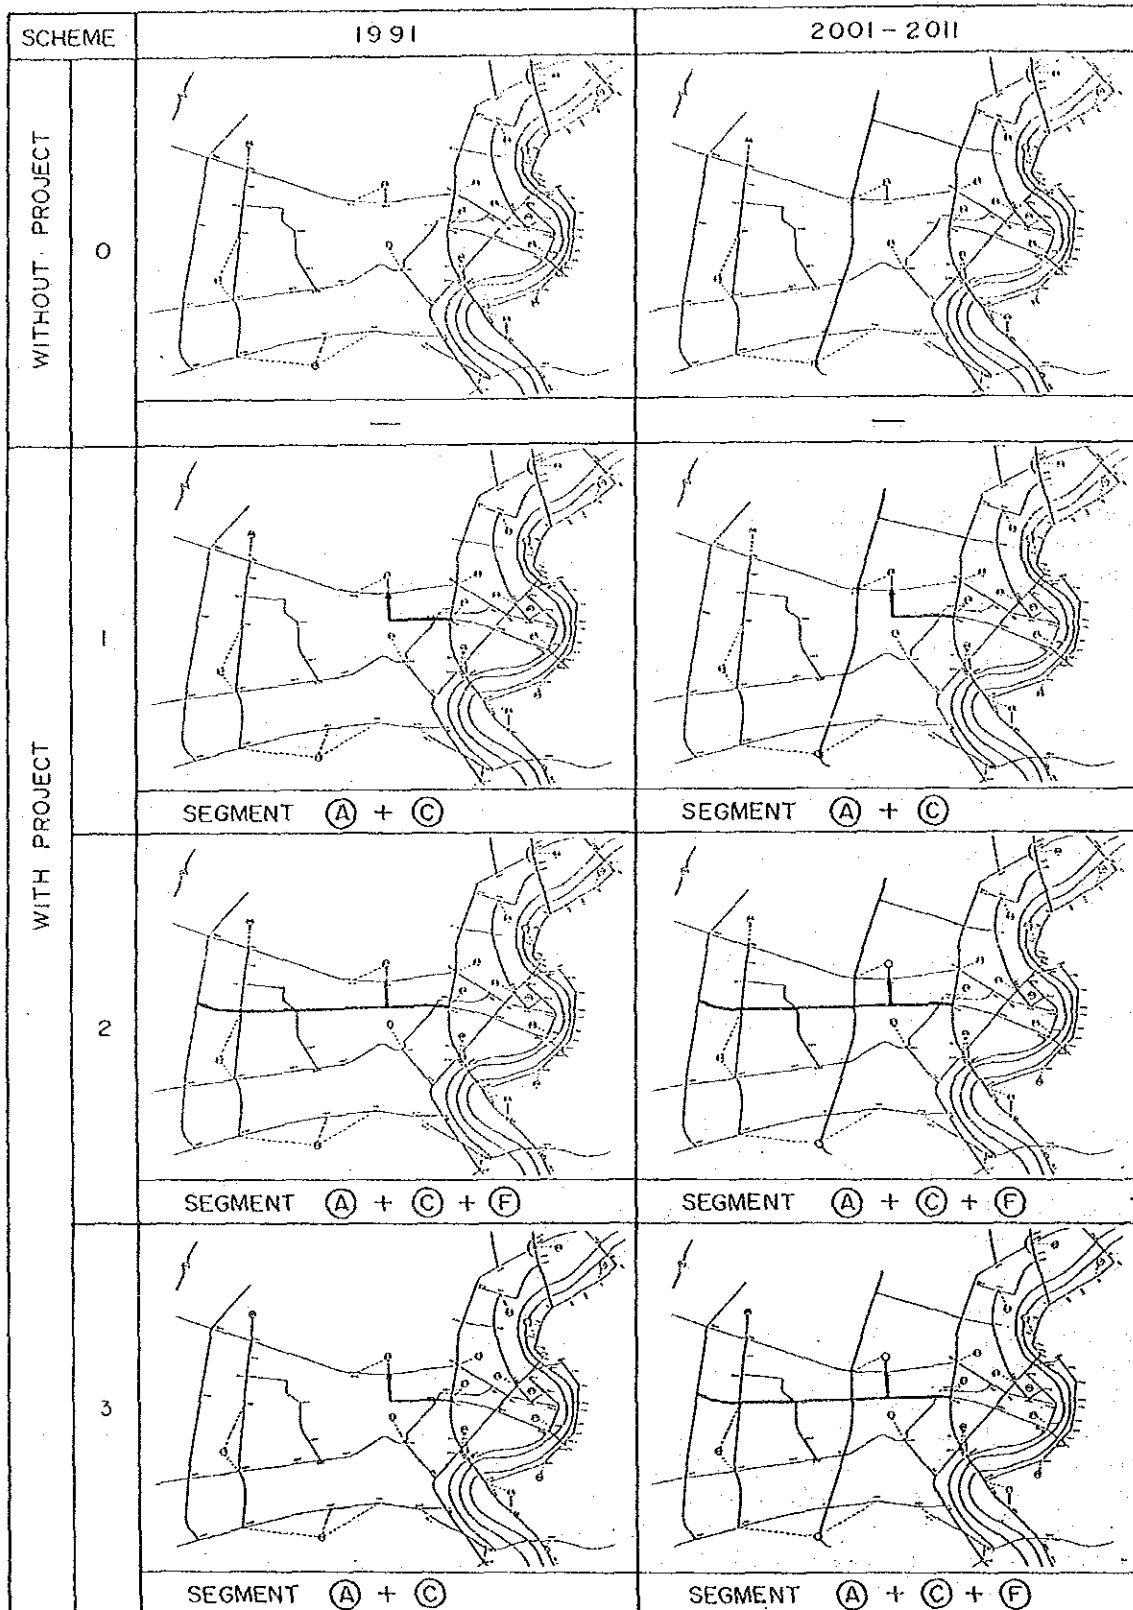 SCHEME 1991 2001-2011
WITHOUT PROJECT
0
— —
WITH PROJECT
1
SEGMENT Ⓐ + Ⓒ SEGMENT Ⓐ + Ⓒ
2
SEGMENT Ⓐ + Ⓒ + Ⓕ SEGMENT Ⓐ + Ⓒ + Ⓕ
3
SEGMENT Ⓐ + Ⓒ SEGMENT Ⓐ + Ⓒ + Ⓕ